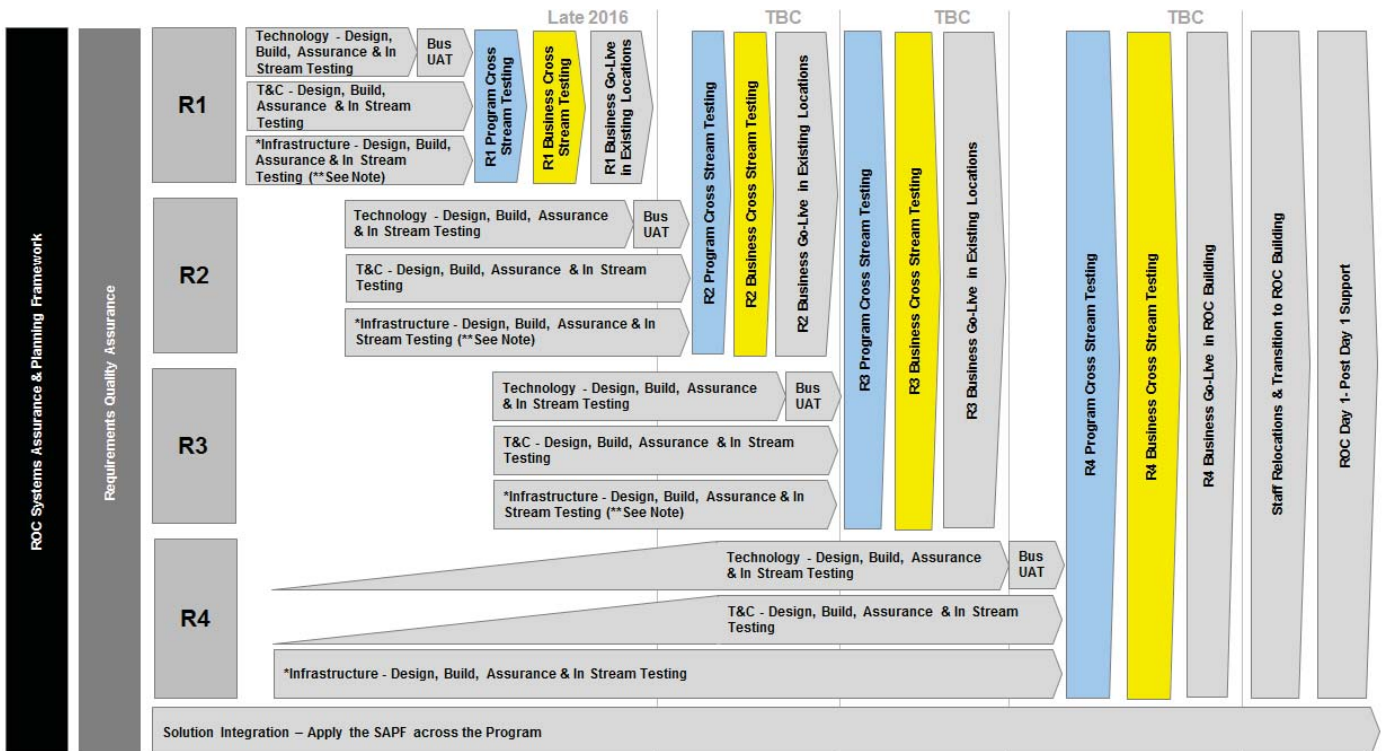 Late 2016
TBC
TBC
TBC
ROC Systems Assurance & Planning Framework
Requirements Quality Assurance
R1
Technology - Design,
Build, Assurance & In
Stream Testing
Bus
UAT
T&C - Design, Build,
Assurance & In Stream
Testing
*Infrastructure - Design, Build,
Assurance & In Stream
Testing (**See Note)
R1 Program Cross
Stream Testing
R1 Business Cross
Stream Testing
R1 Business Go-Live
in Existing Locations
R2
Technology - Design, Build, Assurance
& In Stream Testing
Bus
UAT
T&C - Design, Build, Assurance & In Stream
Testing
*Infrastructure - Design, Build, Assurance & In
Stream Testing (**See Note)
R2 Program Cross Stream Testing
R2 Business Cross Stream Testing
R2 Business Go-Live in Existing Locations
R3
Technology - Design, Build, Assurance
& In Stream Testing
Bus
UAT
T&C - Design, Build, Assurance & In Stream
Testing
*Infrastructure - Design, Build, Assurance & In
Stream Testing (**See Note)
R3 Program Cross Stream Testing
R3 Business Cross Stream Testing
R3 Business Go-Live in Existing Locations
R4
Technology - Design, Build, Assurance
& In Stream Testing
Bus
UAT
T&C - Design, Build, Assurance & In Stream
Testing
*Infrastructure - Design, Build, Assurance & In Stream Testing
R4 Program Cross Stream Testing
R4 Business Cross Stream Testing
R4 Business Go-Live in ROC Building
Staff Relocations & Transition to ROC Building
ROC Day 1- Post Day 1 Support
Solution Integration – Apply the SAPF across the Program